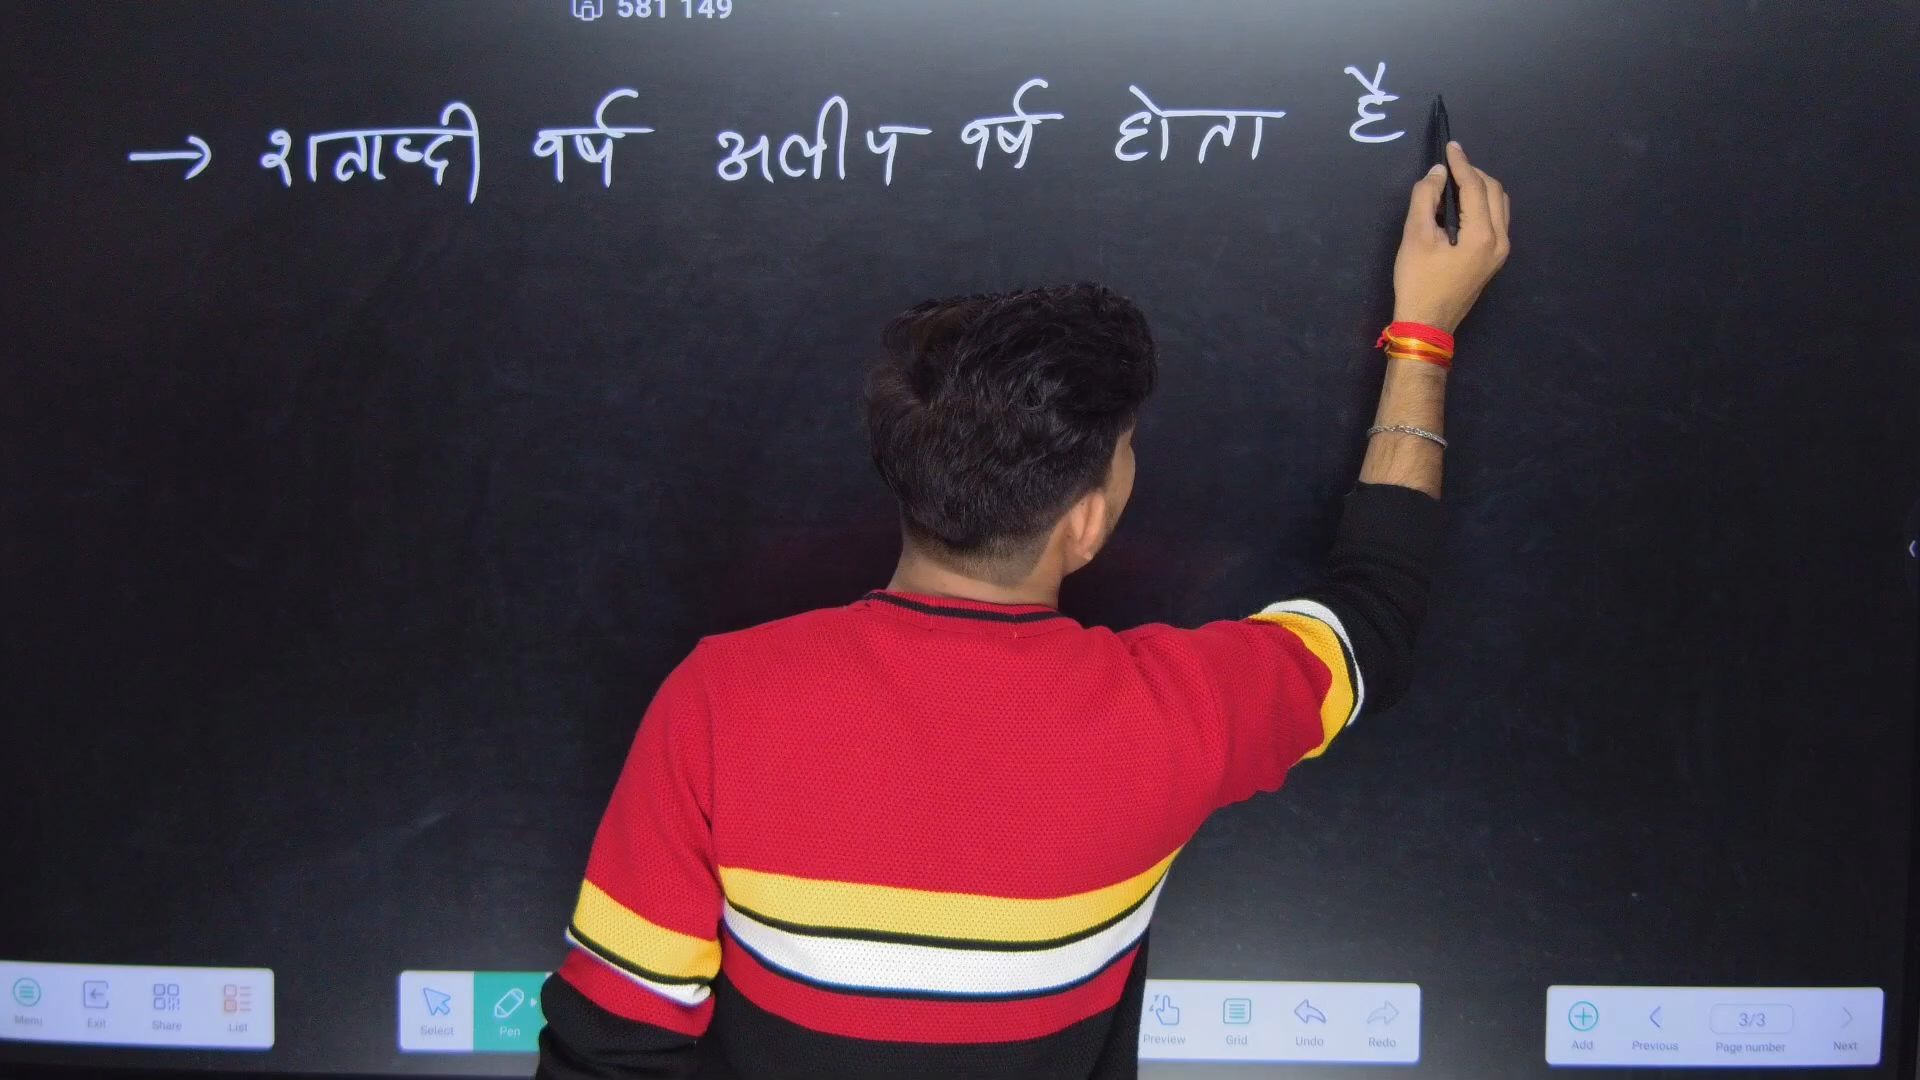 581 149
→ शताब्दी वर्ष अलीप वर्ष होता है
Menu Exit Share List Select Pen Preview Grid Undo Redo Add Previous 3/3 Page number Next